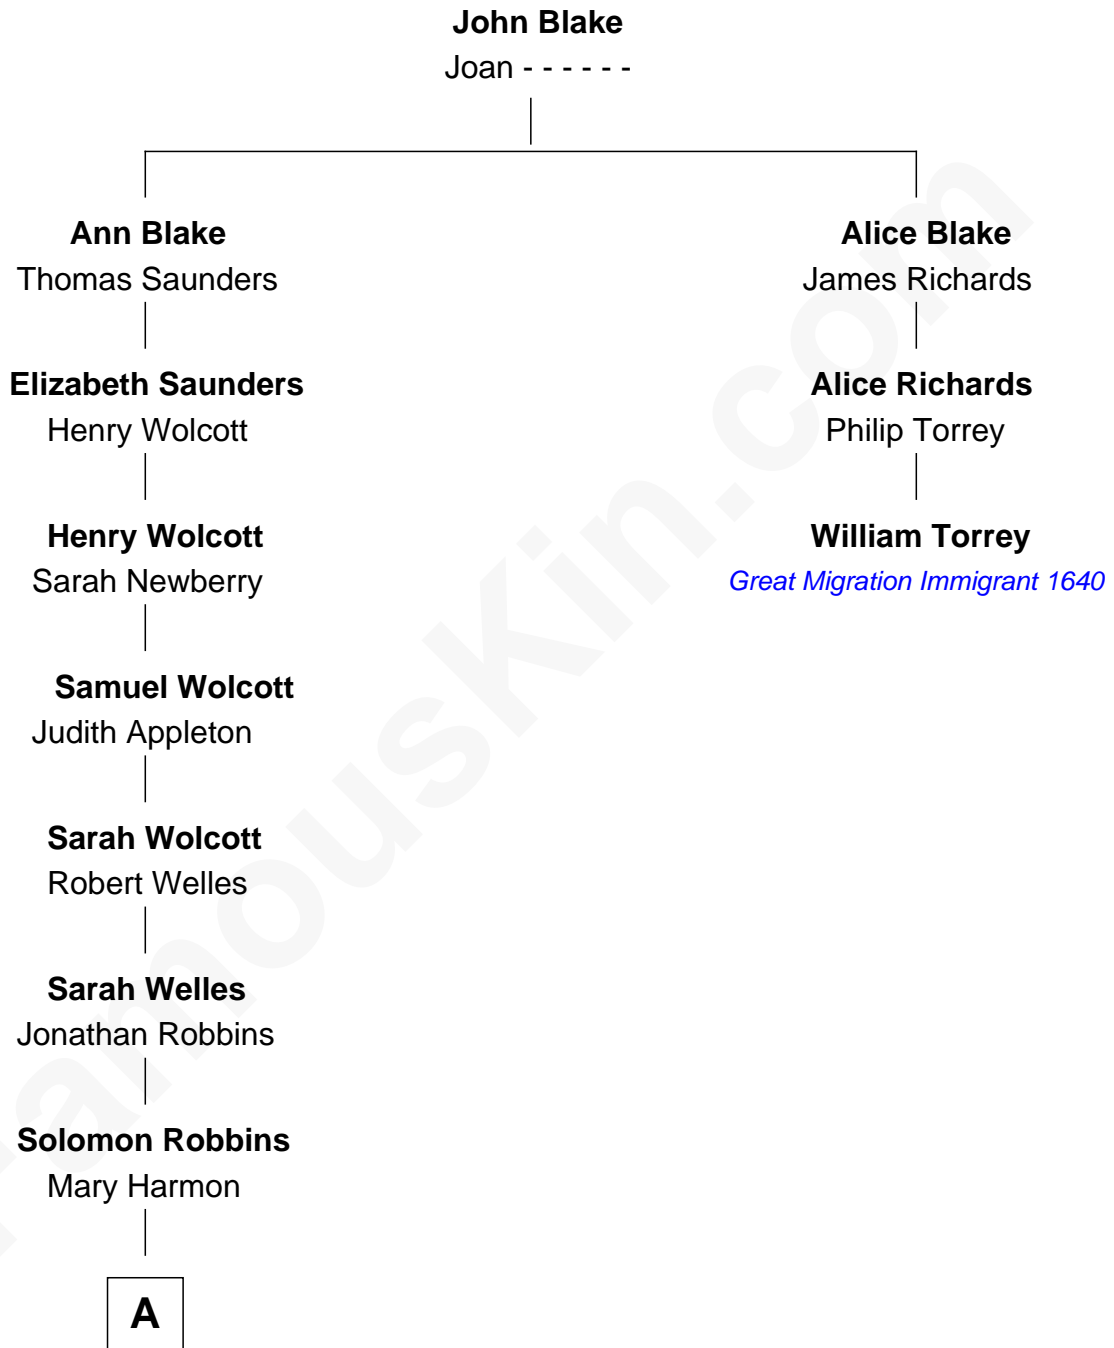 John Blake
Joan - - - - - -
Ann Blake
Thomas Saunders
Alice Blake
James Richards
Elizabeth Saunders
Henry Wolcott
Alice Richards
Philip Torrey
Henry Wolcott
Sarah Newberry
William Torrey
Great Migration Immigrant 1640
Samuel Wolcott
Judith Appleton
Sarah Wolcott
Robert Welles
Sarah Welles
Jonathan Robbins
Solomon Robbins
Mary Harmon
A
FamousKin.com